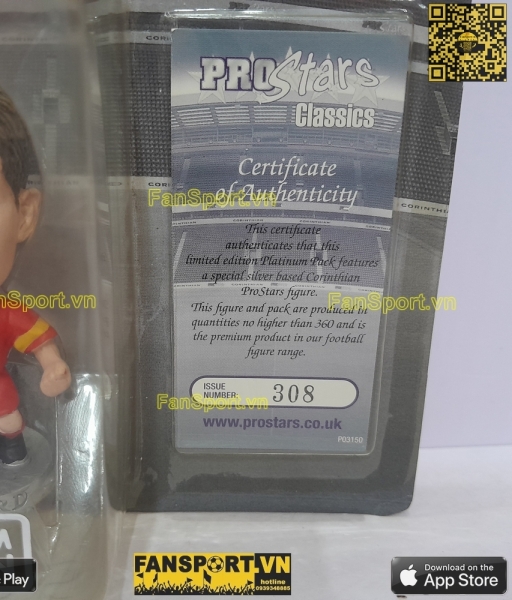 PROStars
Classics
Certificate
of Authenticity
FanSport.vn
This certificate
authenticates that this
limited edition Platinum Pack features
a special silver based Corinthian
ProStars figure.
nSport.vn
FanSport.vn
This figure and pack are produced in
quantities no higher than 360 and is
the premium product in our football
figure range.
ISSUE
NUMBER: 308
FanSport.vn
www.prostars.co.uk
P03150
Play
FANSPORT.VN
hotline
0939346885
Download on the
App Store